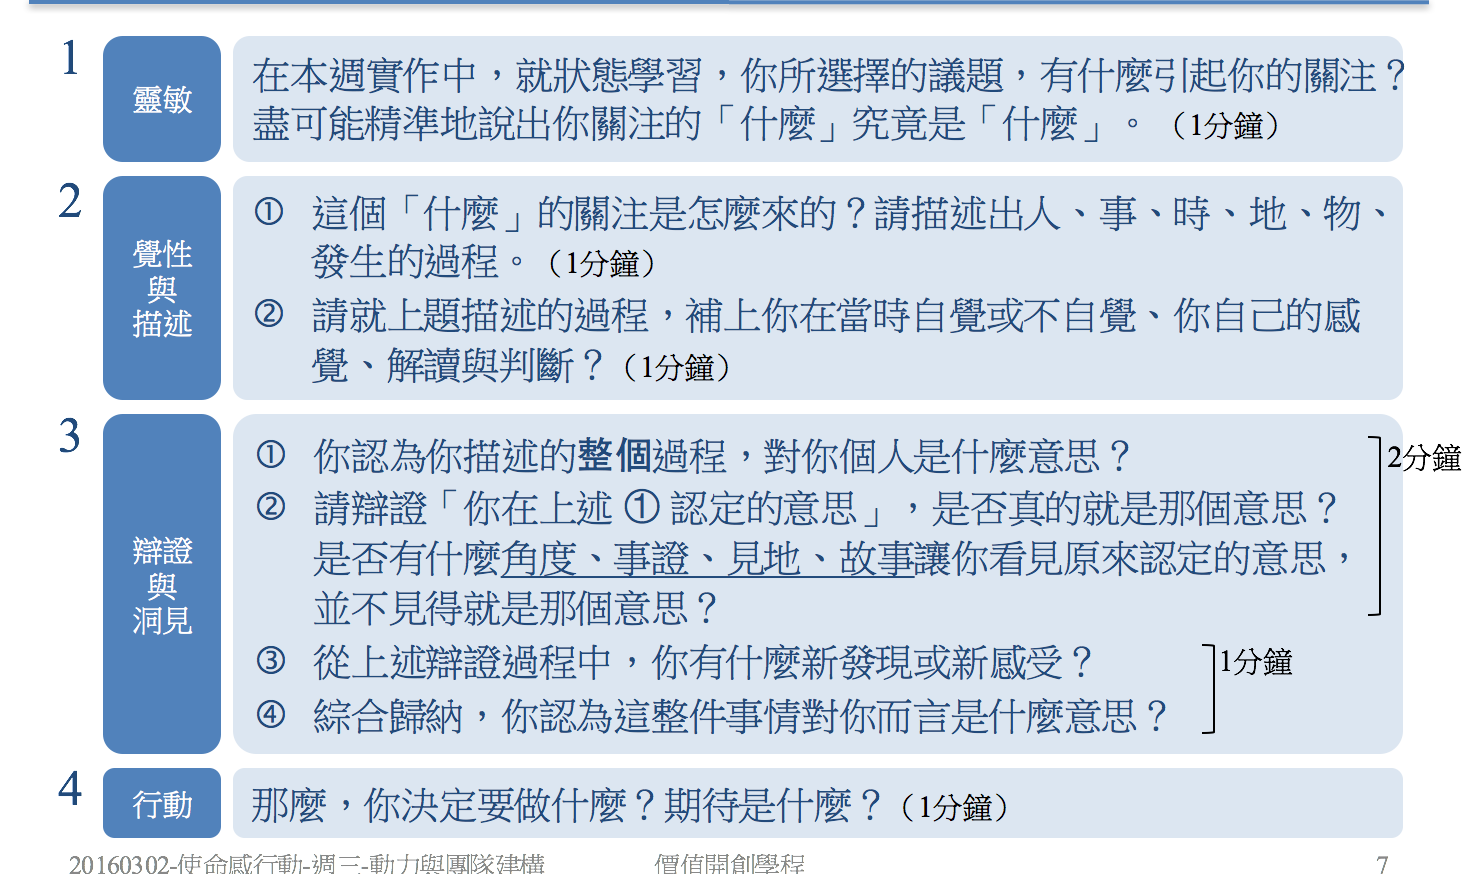 1
靈敏
在本週實作中，就狀態學習，你所選擇的議題，有什麼引起你的關注？
盡可能精準地說出你關注的「什麼」究竟是「什麼」。（1分鐘）
2
覺性
與
描述
① 這個「什麼」的關注是怎麼來的？請描述出人、事、時、地、物、
發生的過程。（1分鐘）
② 請就上題描述的過程，補上你在當時自覺或不自覺、你自己的感
覺、解讀與判斷？（1分鐘）
3
辯證
與
洞見
① 你認為你描述的整個過程，對你個人是什麼意思？
② 請辯證「你在上述 ① 認定的意思」，是否真的就是那個意思？
是否有什麼角度、事證、見地、故事讓你看見原來認定的意思，
並不見得就是那個意思？
2分鐘
③ 從上述辯證過程中，你有什麼新發現或新感受？
④ 綜合歸納，你認為這整件事情對你而言是什麼意思？
1分鐘
4
行動
那麼，你決定要做什麼？期待是什麼？（1分鐘）
20160302-使命感行動-週三-動力與團隊建構
價值開創學程
7